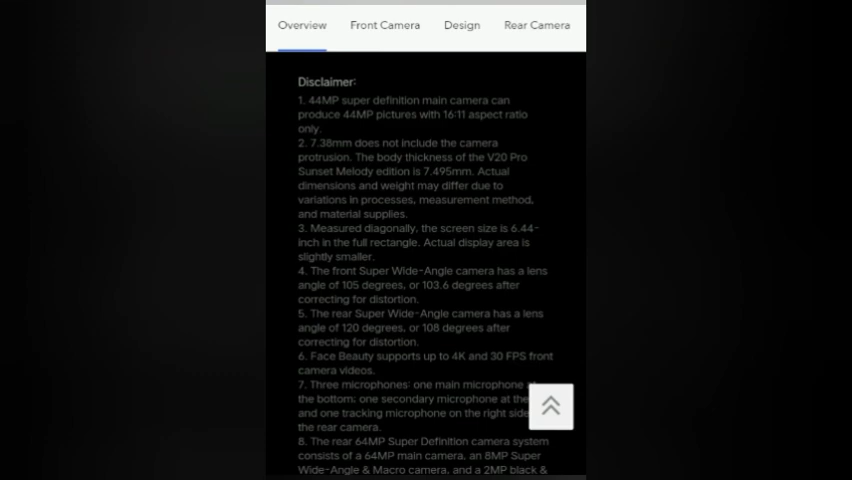 Overview Front Camera Design Rear Camera
Disclaimer:
1. 44MP super definition main camera can
produce 44MP pictures with 16:11 aspect ratio
only.
2. 7.38mm does not include the camera
protrusion. The body thickness of the V20 Pro
Sunset Melody edition is 7.495mm. Actual
dimensions and weight may differ due to
variations in processes, measurement method,
and material supplies.
3. Measured diagonally, the screen size is 6.44-
inch in the full rectangle. Actual display area is
slightly smaller.
4. The front Super Wide-Angle camera has a lens
angle of 105 degrees, or 103.6 degrees after
correcting for distortion.
5. The rear Super Wide-Angle camera has a lens
angle of 120 degrees, or 108 degrees after
correcting for distortion.
6. Face Beauty supports up to 4K and 30 FPS front
camera videos.
7. Three microphones: one main microphone
the bottom; one secondary microphone at the
and one tracking microphone on the right side
the rear camera.
8. The rear 64MP Super Definition camera system
consists of a 64MP main camera, an 8MP Super
Wide-Angle & Macro camera, and a 2MP black &